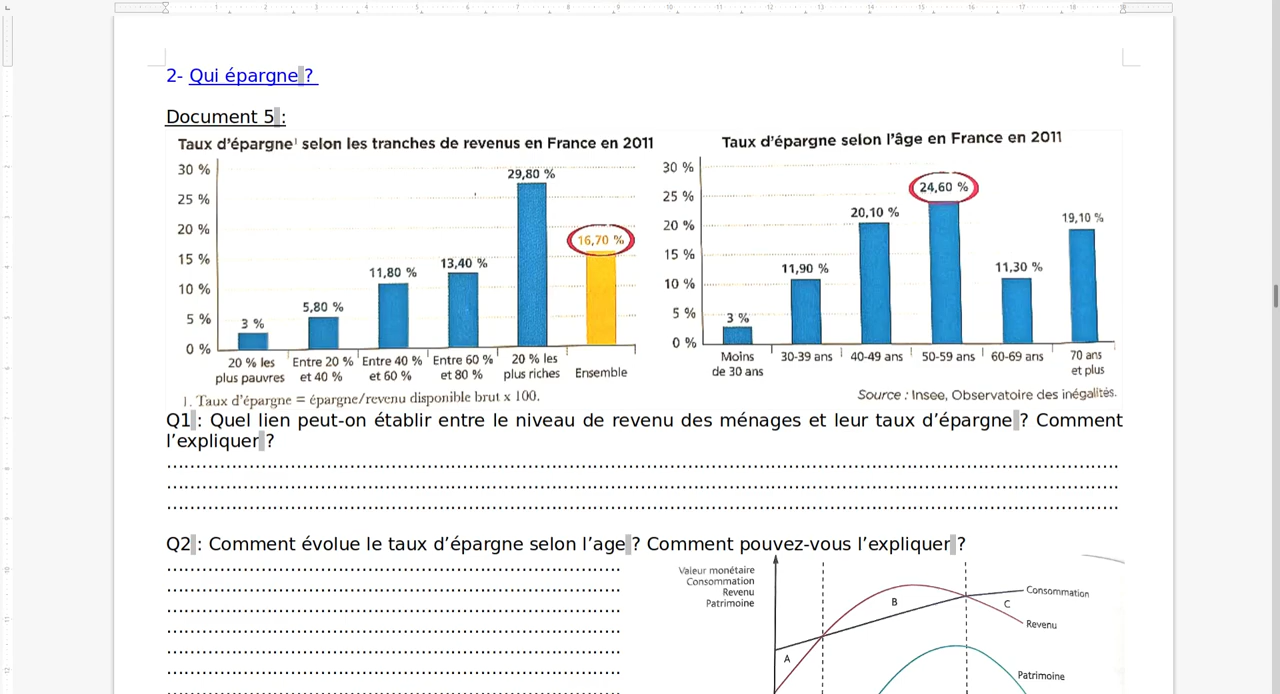 2- Qui épargne ?
Document 5 :
Taux d’épargne¹ selon les tranches de revenus en France en 2011
30 %
25 %
20 %
15 %
10 %
5 %
0 %
3 %
5,80 %
11,80 %
13,40 %
29,80 %
16,70 %
20 % les plus pauvres
Entre 20 % et 40 %
Entre 40 % et 60 %
Entre 60 % et 80 %
20 % les plus riches
Ensemble
1. Taux d’épargne = épargne/revenu disponible brut x 100.
Taux d’épargne selon l’âge en France en 2011
30 %
25 %
20 %
15 %
10 %
5 %
0 %
3 %
11,90 %
20,10 %
24,60 %
11,30 %
19,10 %
Moins de 30 ans
30-39 ans
40-49 ans
50-59 ans
60-69 ans
70 ans et plus
Source : Insee, Observatoire des inégalités.
Q1 : Quel lien peut-on établir entre le niveau de revenu des ménages et leur taux d’épargne ? Comment
l’expliquer ?
Q2 : Comment évolue le taux d’épargne selon l’age ? Comment pouvez-vous l’expliquer ?
Valeur monétaire
Consommation
Revenu
Patrimoine
A
B
C
Consommation
Revenu
Patrimoine